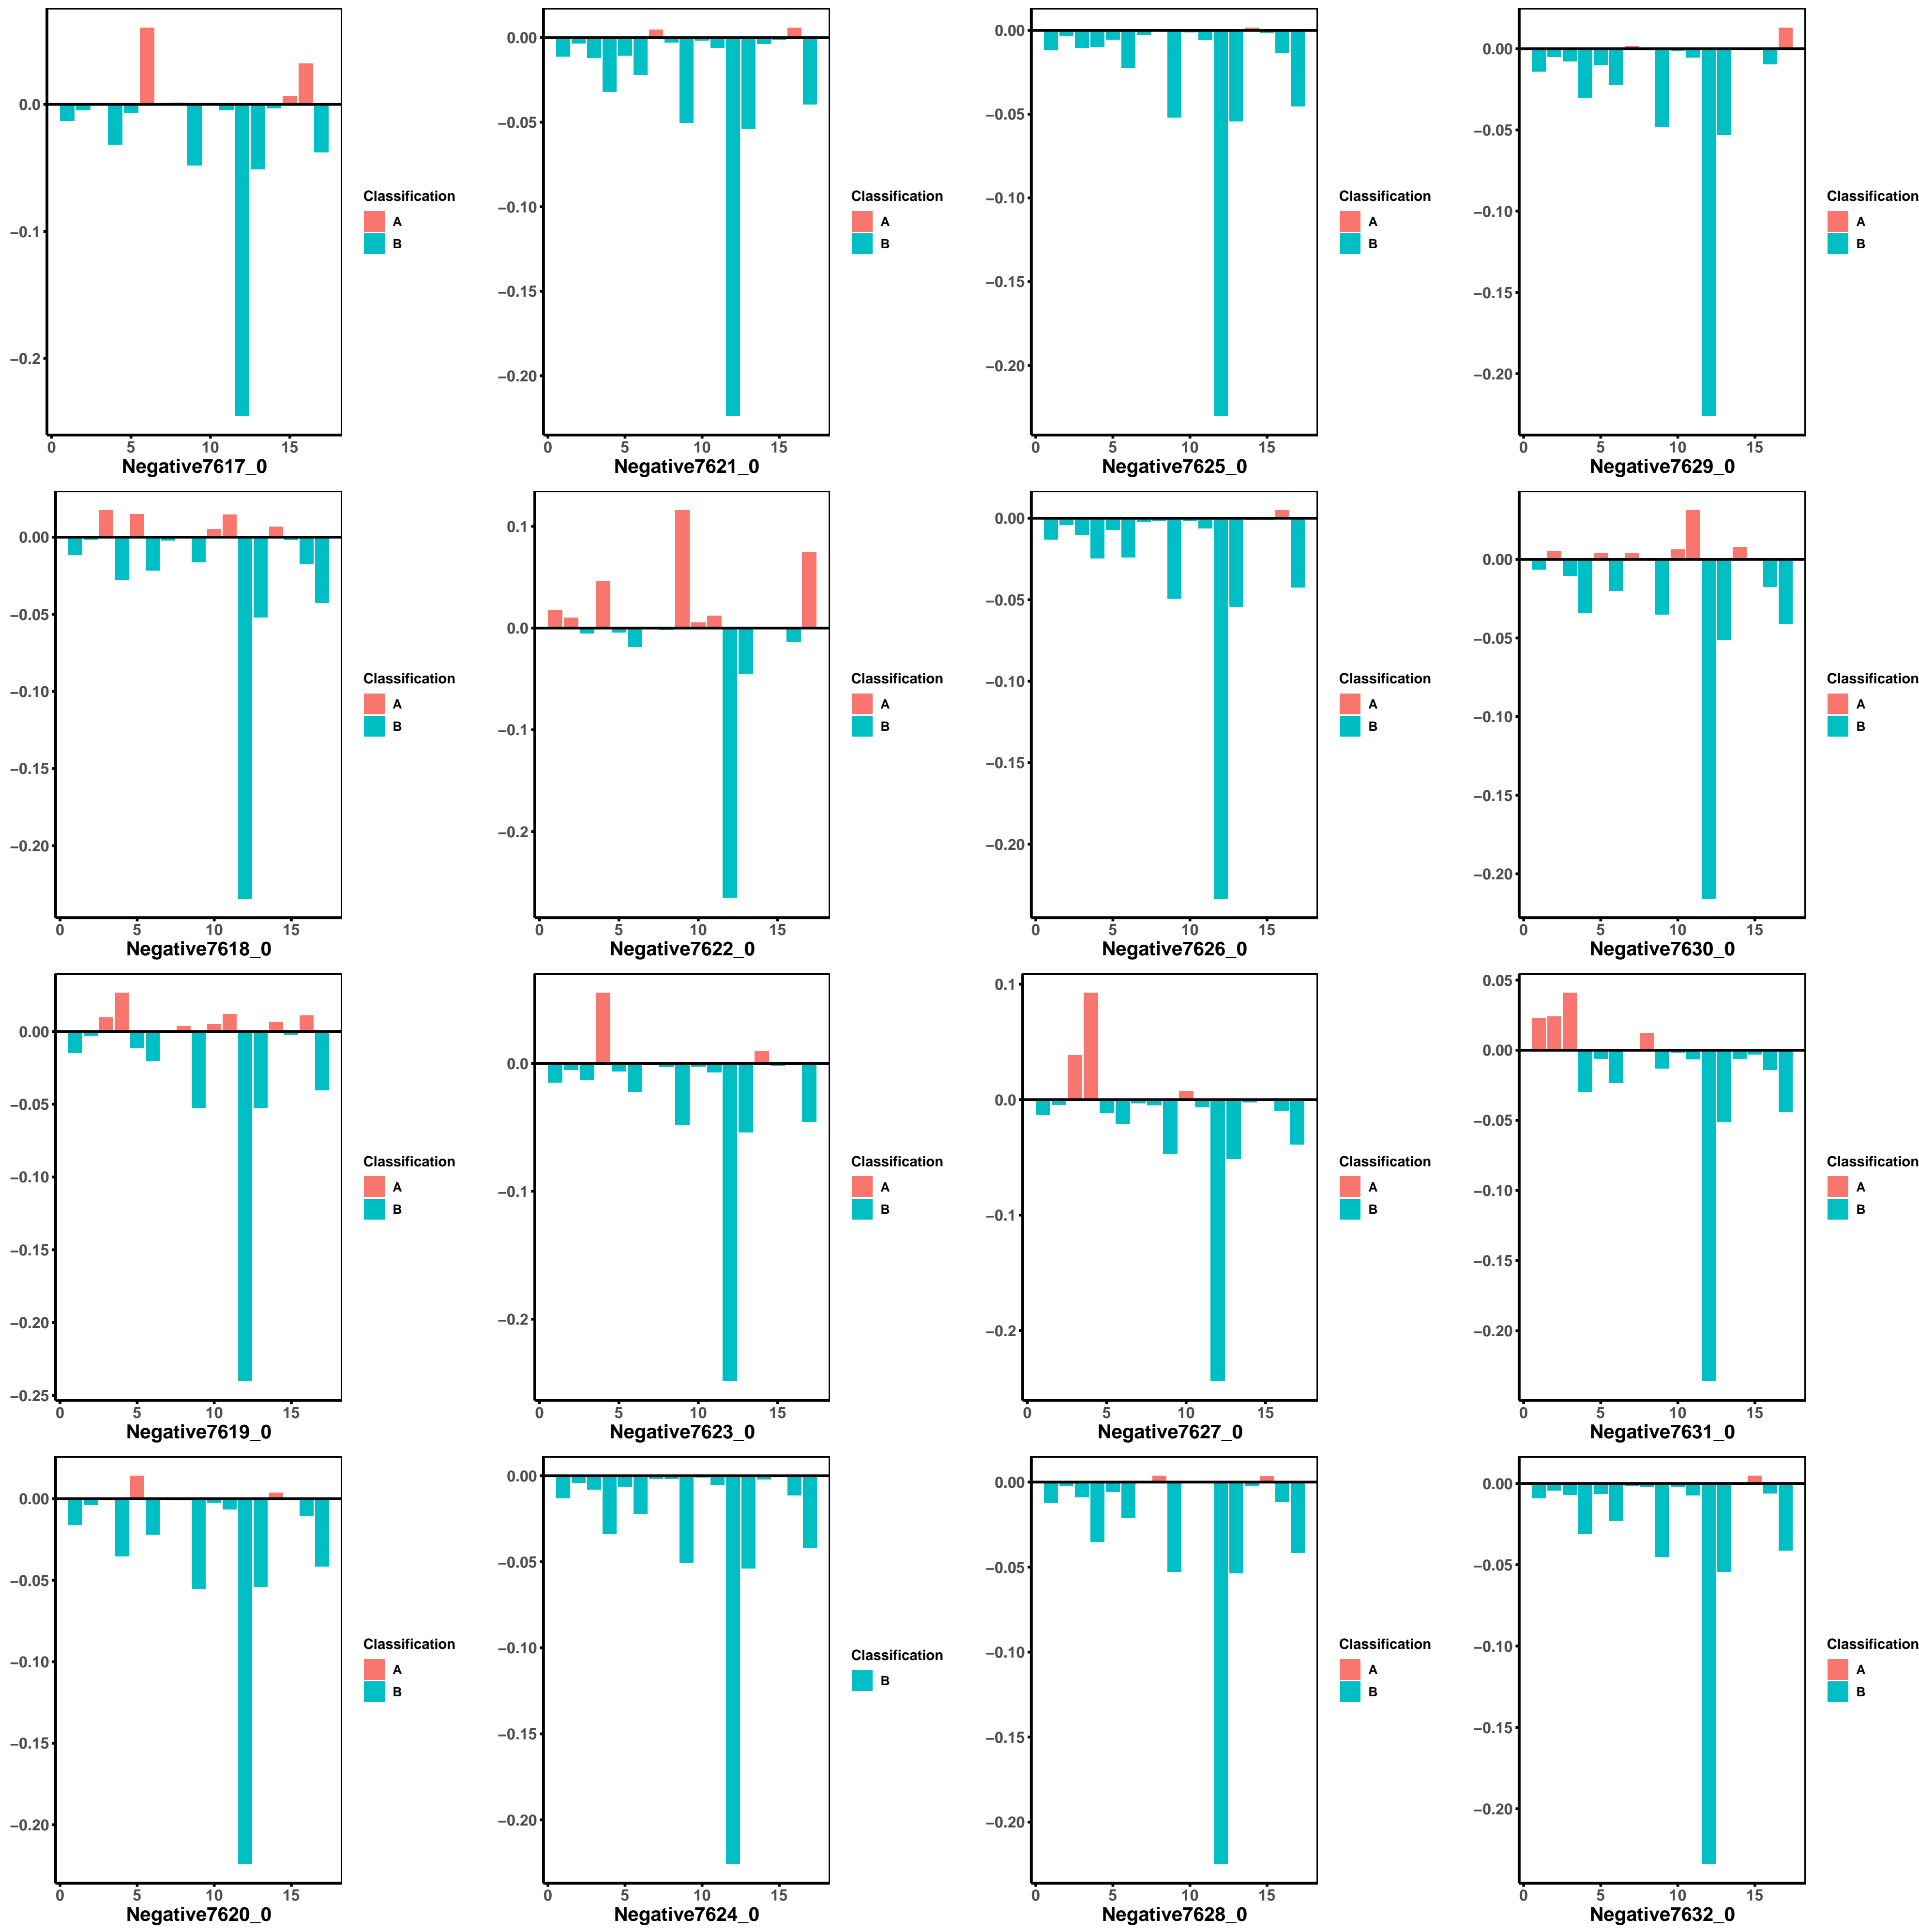 0.0
−0.1
−0.2
0 5 10 15
Negative7617_0
Classification
A
B
0.00
−0.05
−0.10
−0.15
−0.20
0 5 10 15
Negative7621_0
Classification
A
B
0.00
−0.05
−0.10
−0.15
−0.20
0 5 10 15
Negative7625_0
Classification
A
B
0.00
−0.05
−0.10
−0.15
−0.20
0 5 10 15
Negative7629_0
Classification
A
B
0.00
−0.05
−0.10
−0.15
−0.20
0 5 10 15
Negative7618_0
Classification
A
B
0.1
0.0
−0.1
−0.2
0 5 10 15
Negative7622_0
Classification
A
B
0.00
−0.05
−0.10
−0.15
−0.20
0 5 10 15
Negative7626_0
Classification
A
B
0.00
−0.05
−0.10
−0.15
−0.20
0 5 10 15
Negative7630_0
Classification
A
B
0.00
−0.05
−0.10
−0.15
−0.20
−0.25
0 5 10 15
Negative7619_0
Classification
A
B
0.0
−0.1
−0.2
0 5 10 15
Negative7623_0
Classification
A
B
0.1
0.0
−0.1
−0.2
0 5 10 15
Negative7627_0
Classification
A
B
0.05
0.00
−0.05
−0.10
−0.15
−0.20
0 5 10 15
Negative7631_0
Classification
A
B
0.00
−0.05
−0.10
−0.15
−0.20
0 5 10 15
Negative7620_0
Classification
A
B
0.00
−0.05
−0.10
−0.15
−0.20
0 5 10 15
Negative7624_0
Classification
B
0.00
−0.05
−0.10
−0.15
−0.20
0 5 10 15
Negative7628_0
Classification
A
B
0.00
−0.05
−0.10
−0.15
−0.20
0 5 10 15
Negative7632_0
Classification
A
B